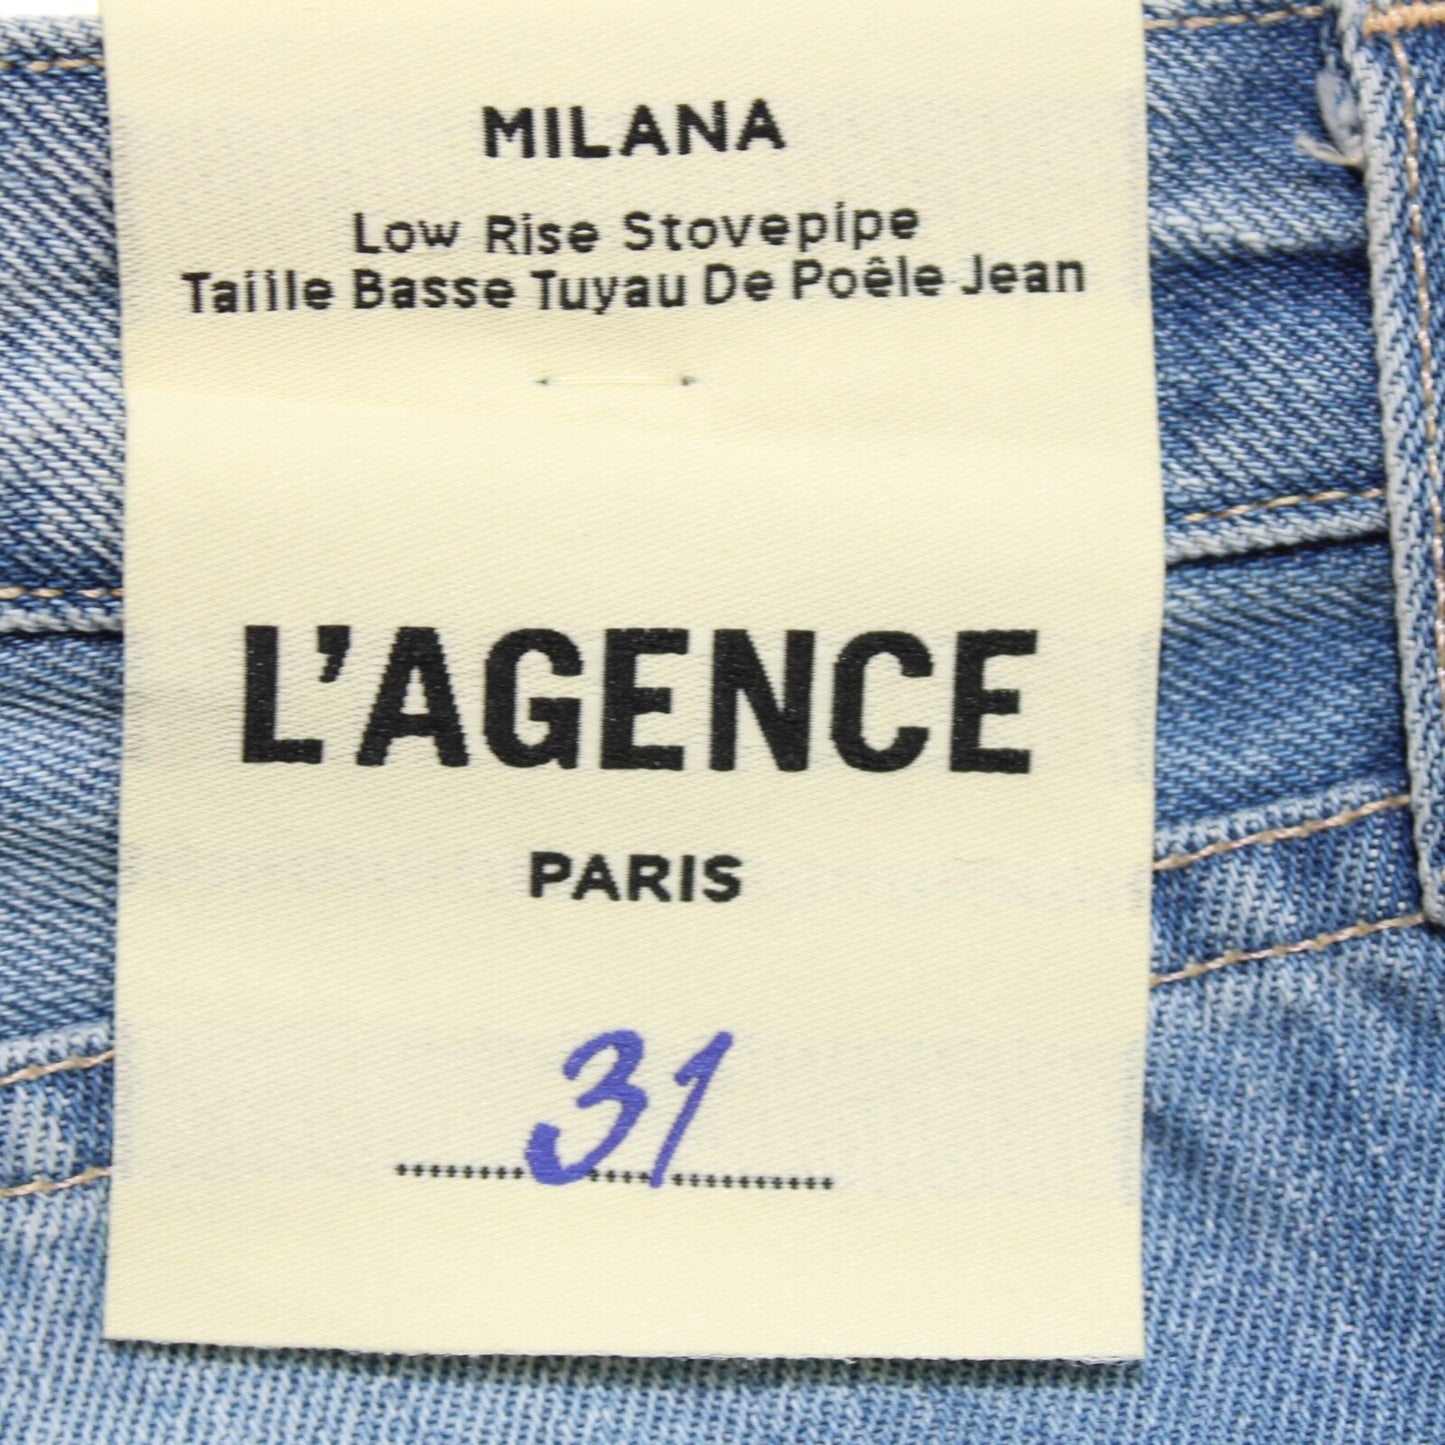 MILANA
Low Rise Stovepipe
Taille Basse Tuyau De Poêle Jean
L'AGENCE
PARIS
31